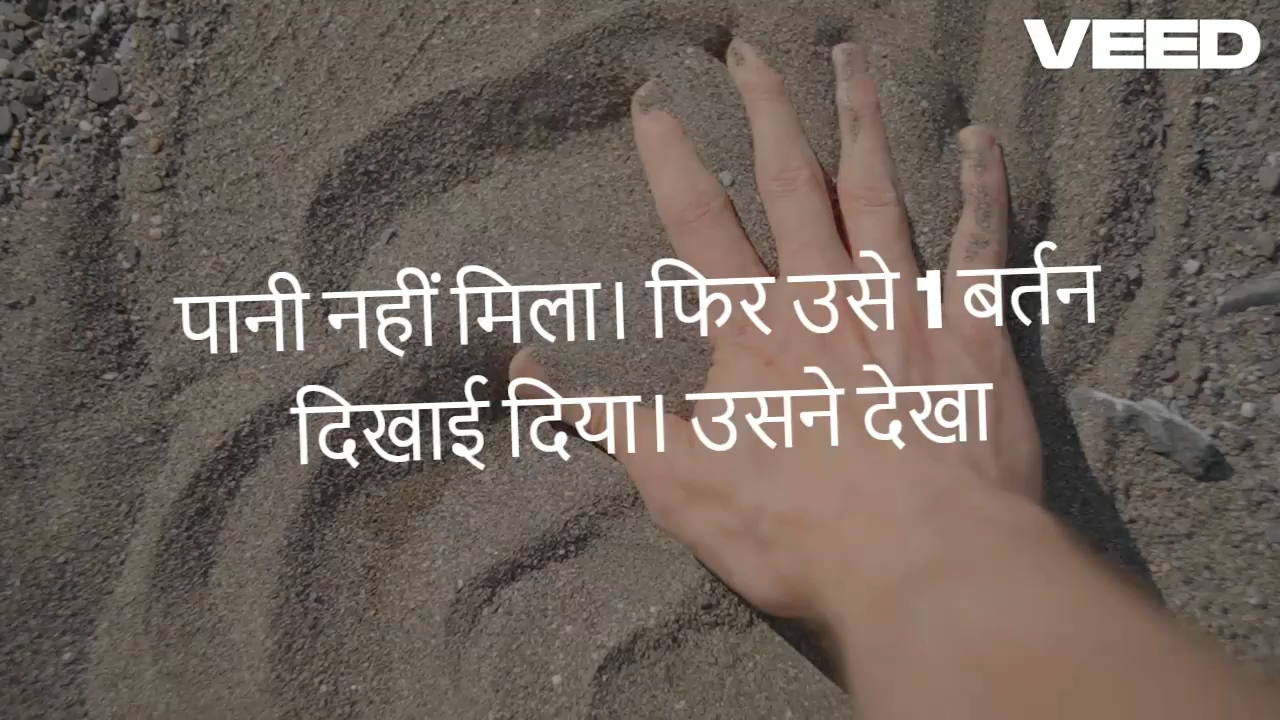 VEED
पानी नहीं मिला। फिर उसे 1 बर्तन
दिखाई दिया। उसने देखा